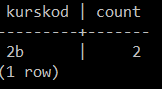 kurskod | count
---------+-------
2b | 2
(1 row)